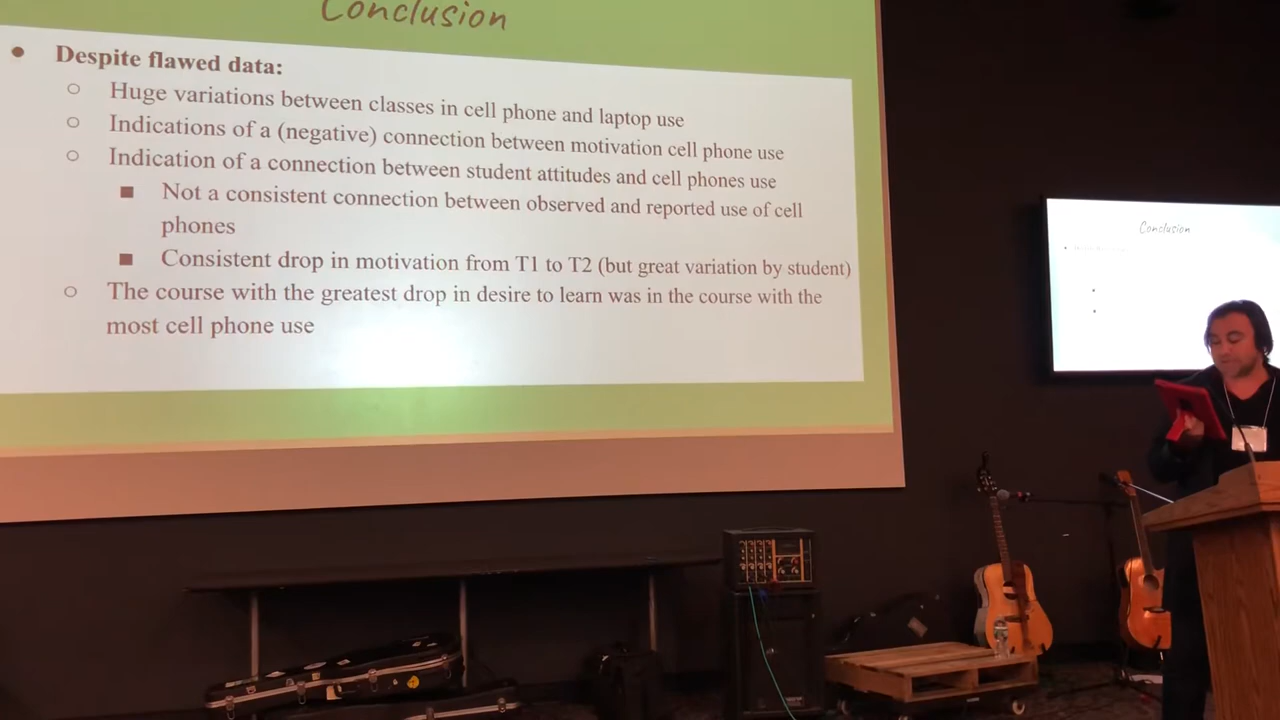 Conclusion
Despite flawed data:
Huge variations between classes in cell phone and laptop use
Indications of a (negative) connection between motivation cell phone use
Indication of a connection between student attitudes and cell phones use
Not a consistent connection between observed and reported use of cell
phones
Consistent drop in motivation from T1 to T2 (but great variation by student)
The course with the greatest drop in desire to learn was in the course with the
most cell phone use
Conclusion